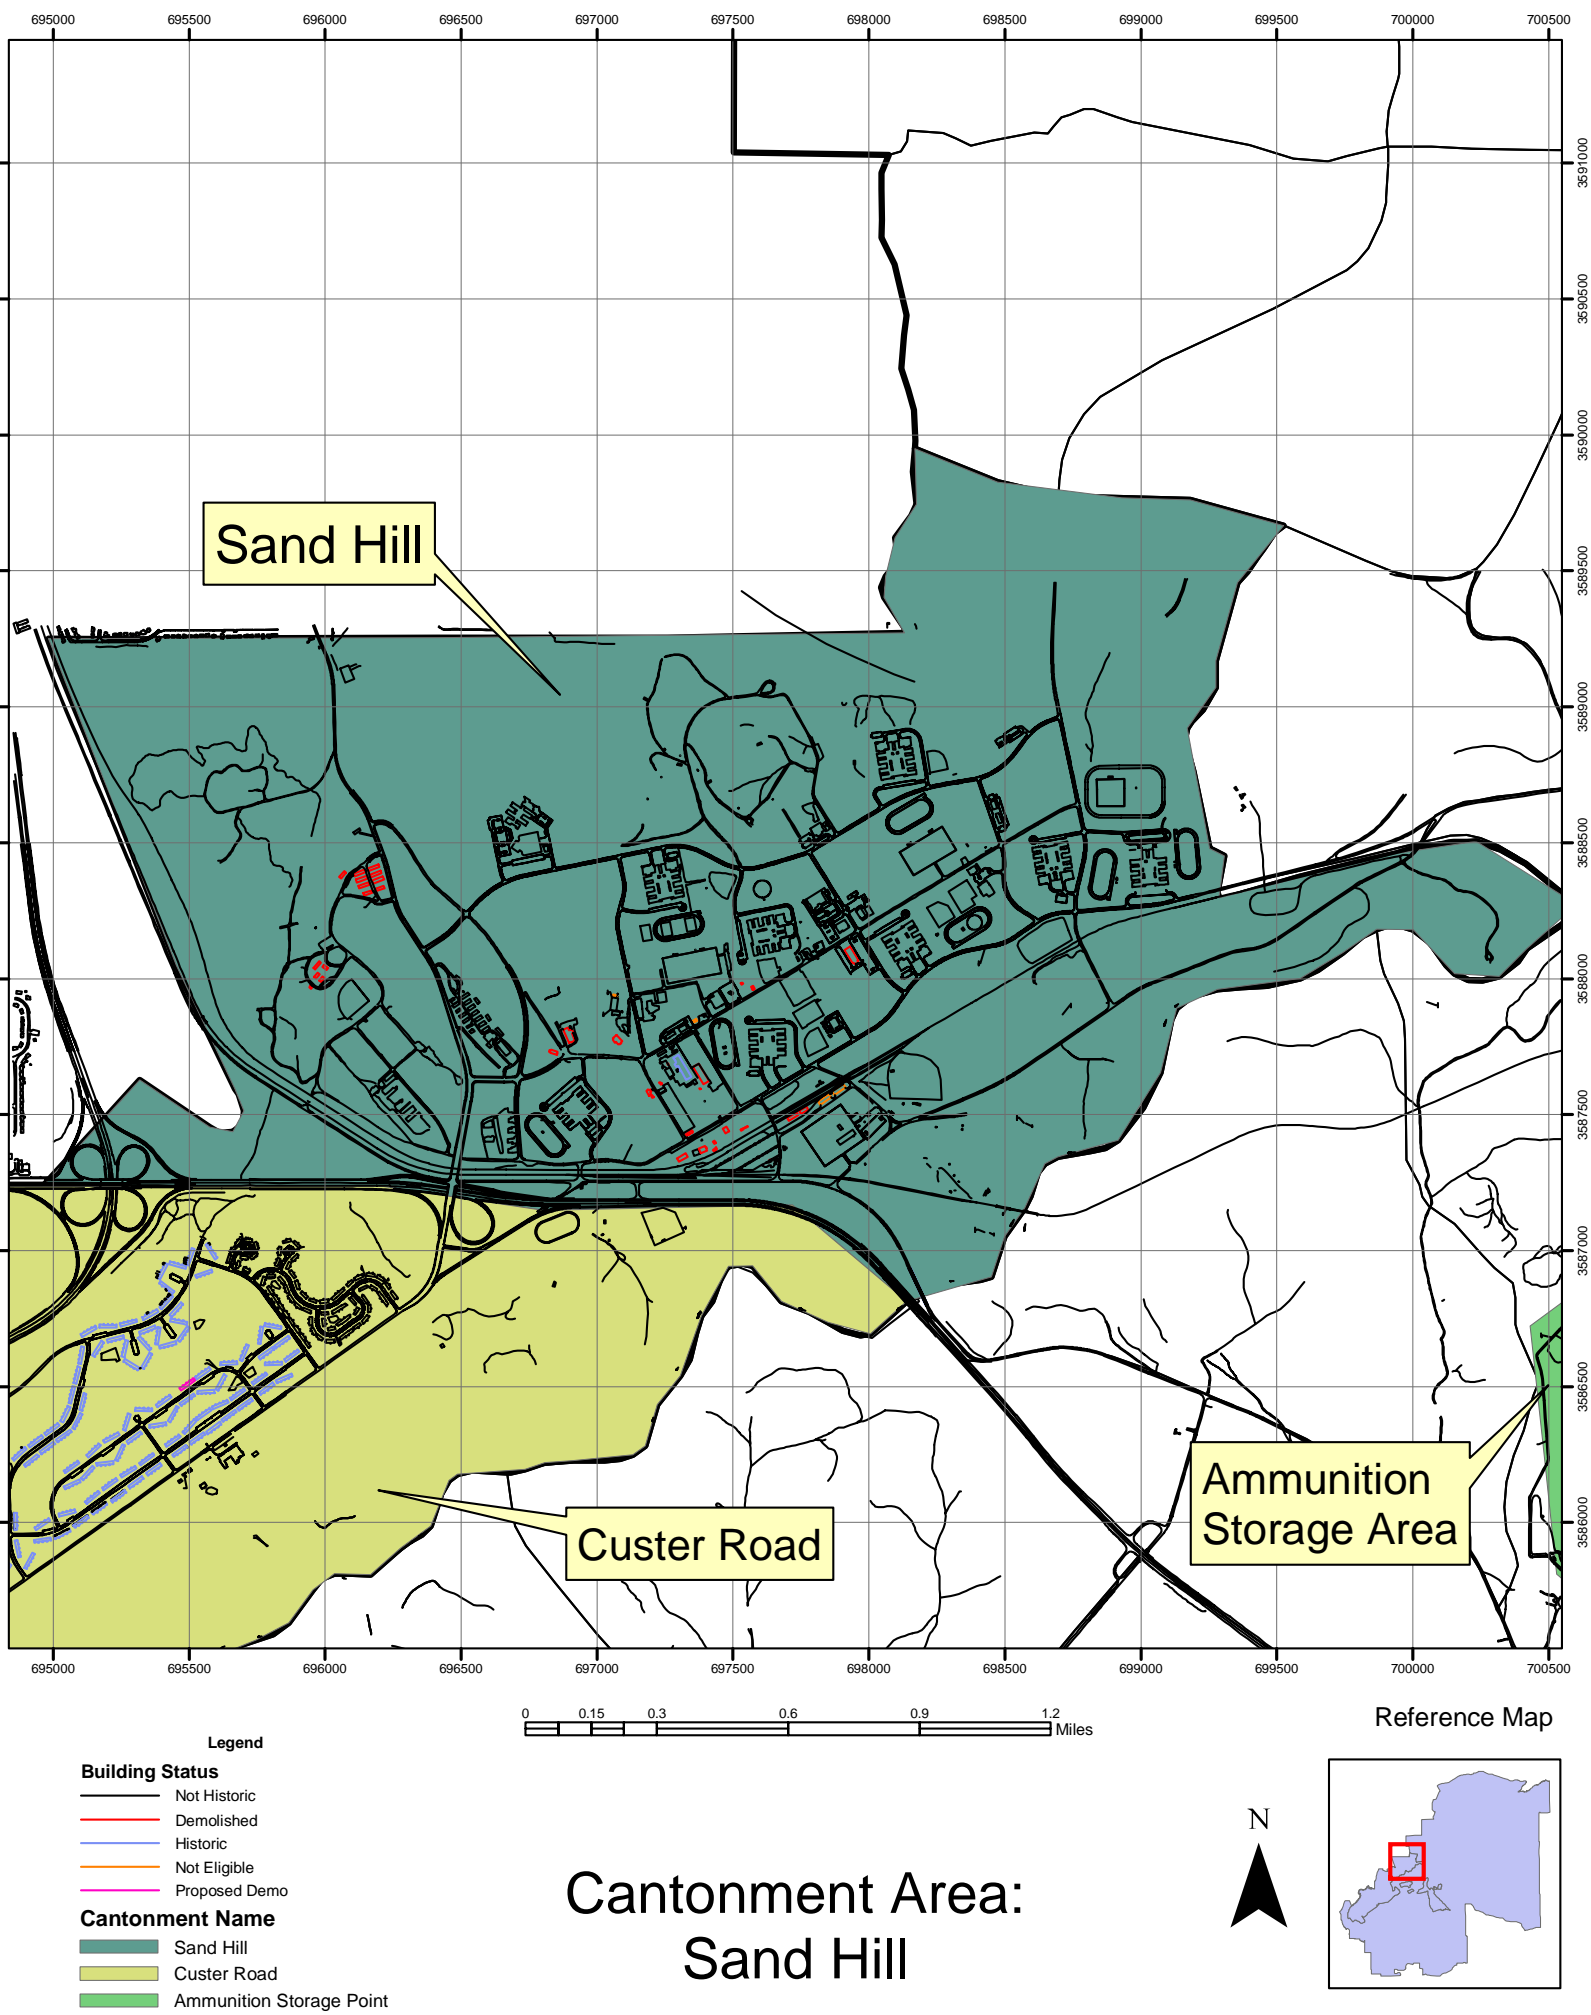 695000 695500 696000 696500 697000 697500 698000 698500 699000 699500 700000 700500
3591000
3590500
3590000
3589500
3589000
3588500
3588000
3587500
3587000
3586500
3586000
Sand Hill
Custer Road
Ammunition
Storage Area
695000 695500 696000 696500 697000 697500 698000 698500 699000 699500 700000 700500
0 0.15 0.3 0.6 0.9 1.2
Miles
Reference Map
Legend
Building Status
Not Historic
Demolished
Historic
Not Eligible
Proposed Demo
Cantonment Name
Sand Hill
Custer Road
Ammunition Storage Point
Cantonment Area:
Sand Hill
N